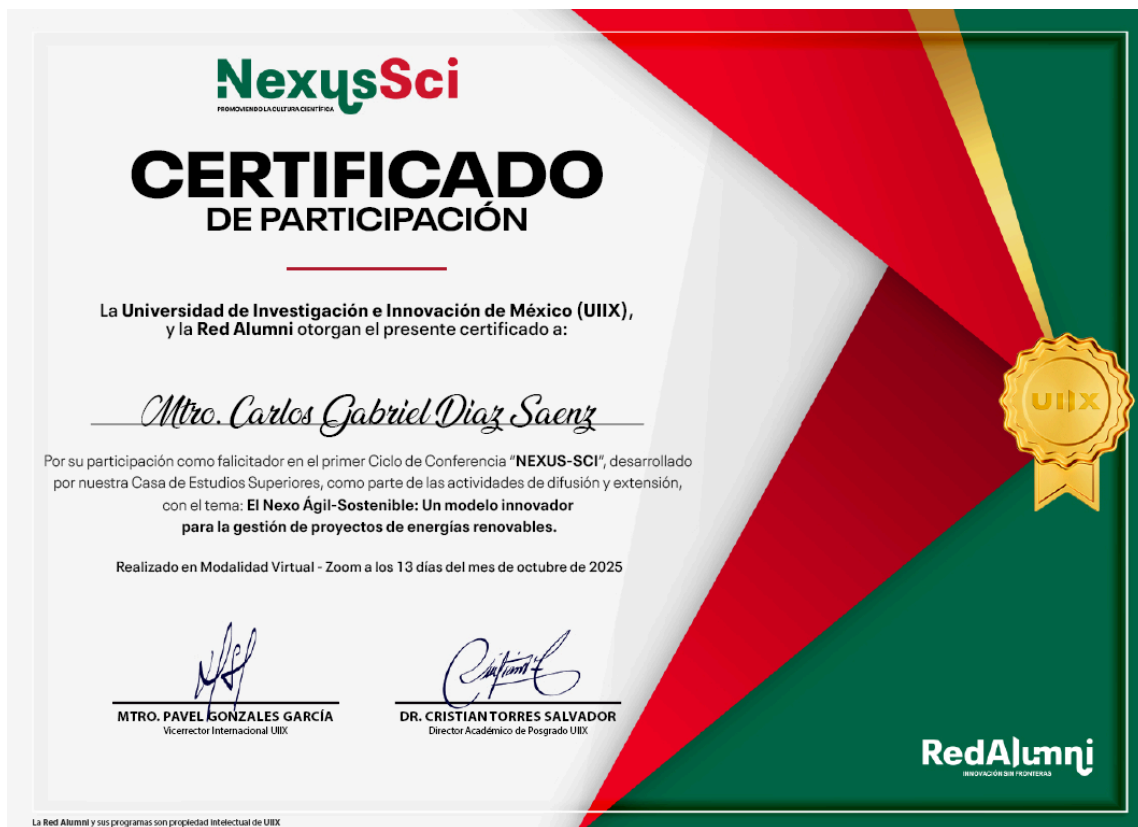 NexusSci
PROMOVIENDO LA CULTURA CIENTÍFICA
CERTIFICADO
DE PARTICIPACIÓN
La Universidad de Investigación e Innovación de México (UIIX),
y la Red Alumni otorgan el presente certificado a:
Mtro. Carlos Gabriel Diaz Saenz
Por su participación como falicitador en el primer Ciclo de Conferencia “NEXUS-SCI”, desarrollado
por nuestra Casa de Estudios Superiores, como parte de las actividades de difusión y extensión,
con el tema: El Nexo Ágil-Sostenible: Un modelo innovador
para la gestión de proyectos de energías renovables.
Realizado en Modalidad Virtual - Zoom a los 13 días del mes de octubre de 2025
MTRO. PAVEL GONZALES GARCÍA
Vicerrector Internacional UIIX
DR. CRISTIAN TORRES SALVADOR
Director Académico de Posgrado UIIX
UIIX
RedAlumni
INNOVACIÓN SIN FRONTERAS
La Red Alumni y sus programas son propiedad intelectual de UIIX